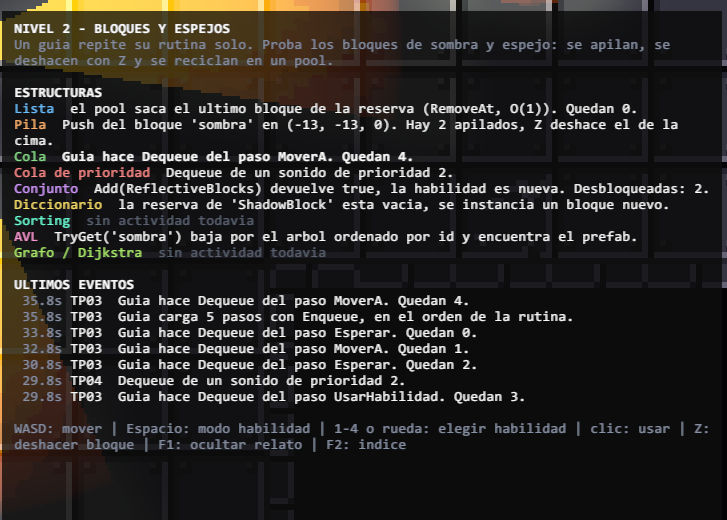 NIVEL 2 - BLOQUES Y ESPEJOS
Un guia repite su rutina solo. Proba los bloques de sombra y espejo: se apilan, se
deshacen con Z y se reciclan en un pool.
ESTRUCTURAS
Lista  el pool saca el ultimo bloque de la reserva (RemoveAt, O(1)). Quedan 0.
Pila  Push del bloque 'sombra' en (-13, -13, 0). Hay 2 apilados, Z deshace el de la
cima.
Cola  Guia hace Dequeue del paso MoverA. Quedan 4.
Cola de prioridad  Dequeue de un sonido de prioridad 2.
Conjunto  Add(ReflectiveBlocks) devuelve true, la habilidad es nueva. Desbloqueadas: 2.
Diccionario  la reserva de 'ShadowBlock' esta vacia, se instancia un bloque nuevo.
Sorting  sin actividad todavia
AVL  TryGet('sombra') baja por el arbol ordenado por id y encuentra el prefab.
Grafo / Dijkstra  sin actividad todavia
ULTIMOS EVENTOS
35.8s TP03  Guia hace Dequeue del paso MoverA. Quedan 4.
35.8s TP03  Guia carga 5 pasos con Enqueue, en el orden de la rutina.
33.8s TP03  Guia hace Dequeue del paso Esperar. Quedan 0.
32.8s TP03  Guia hace Dequeue del paso MoverA. Quedan 1.
30.8s TP03  Guia hace Dequeue del paso Esperar. Quedan 2.
29.8s TP04  Dequeue de un sonido de prioridad 2.
29.8s TP03  Guia hace Dequeue del paso UsarHabilidad. Quedan 3.
WASD: mover | Espacio: modo habilidad | 1-4 o rueda: elegir habilidad | clic: usar | Z:
deshacer bloque | F1: ocultar relato | F2: indice